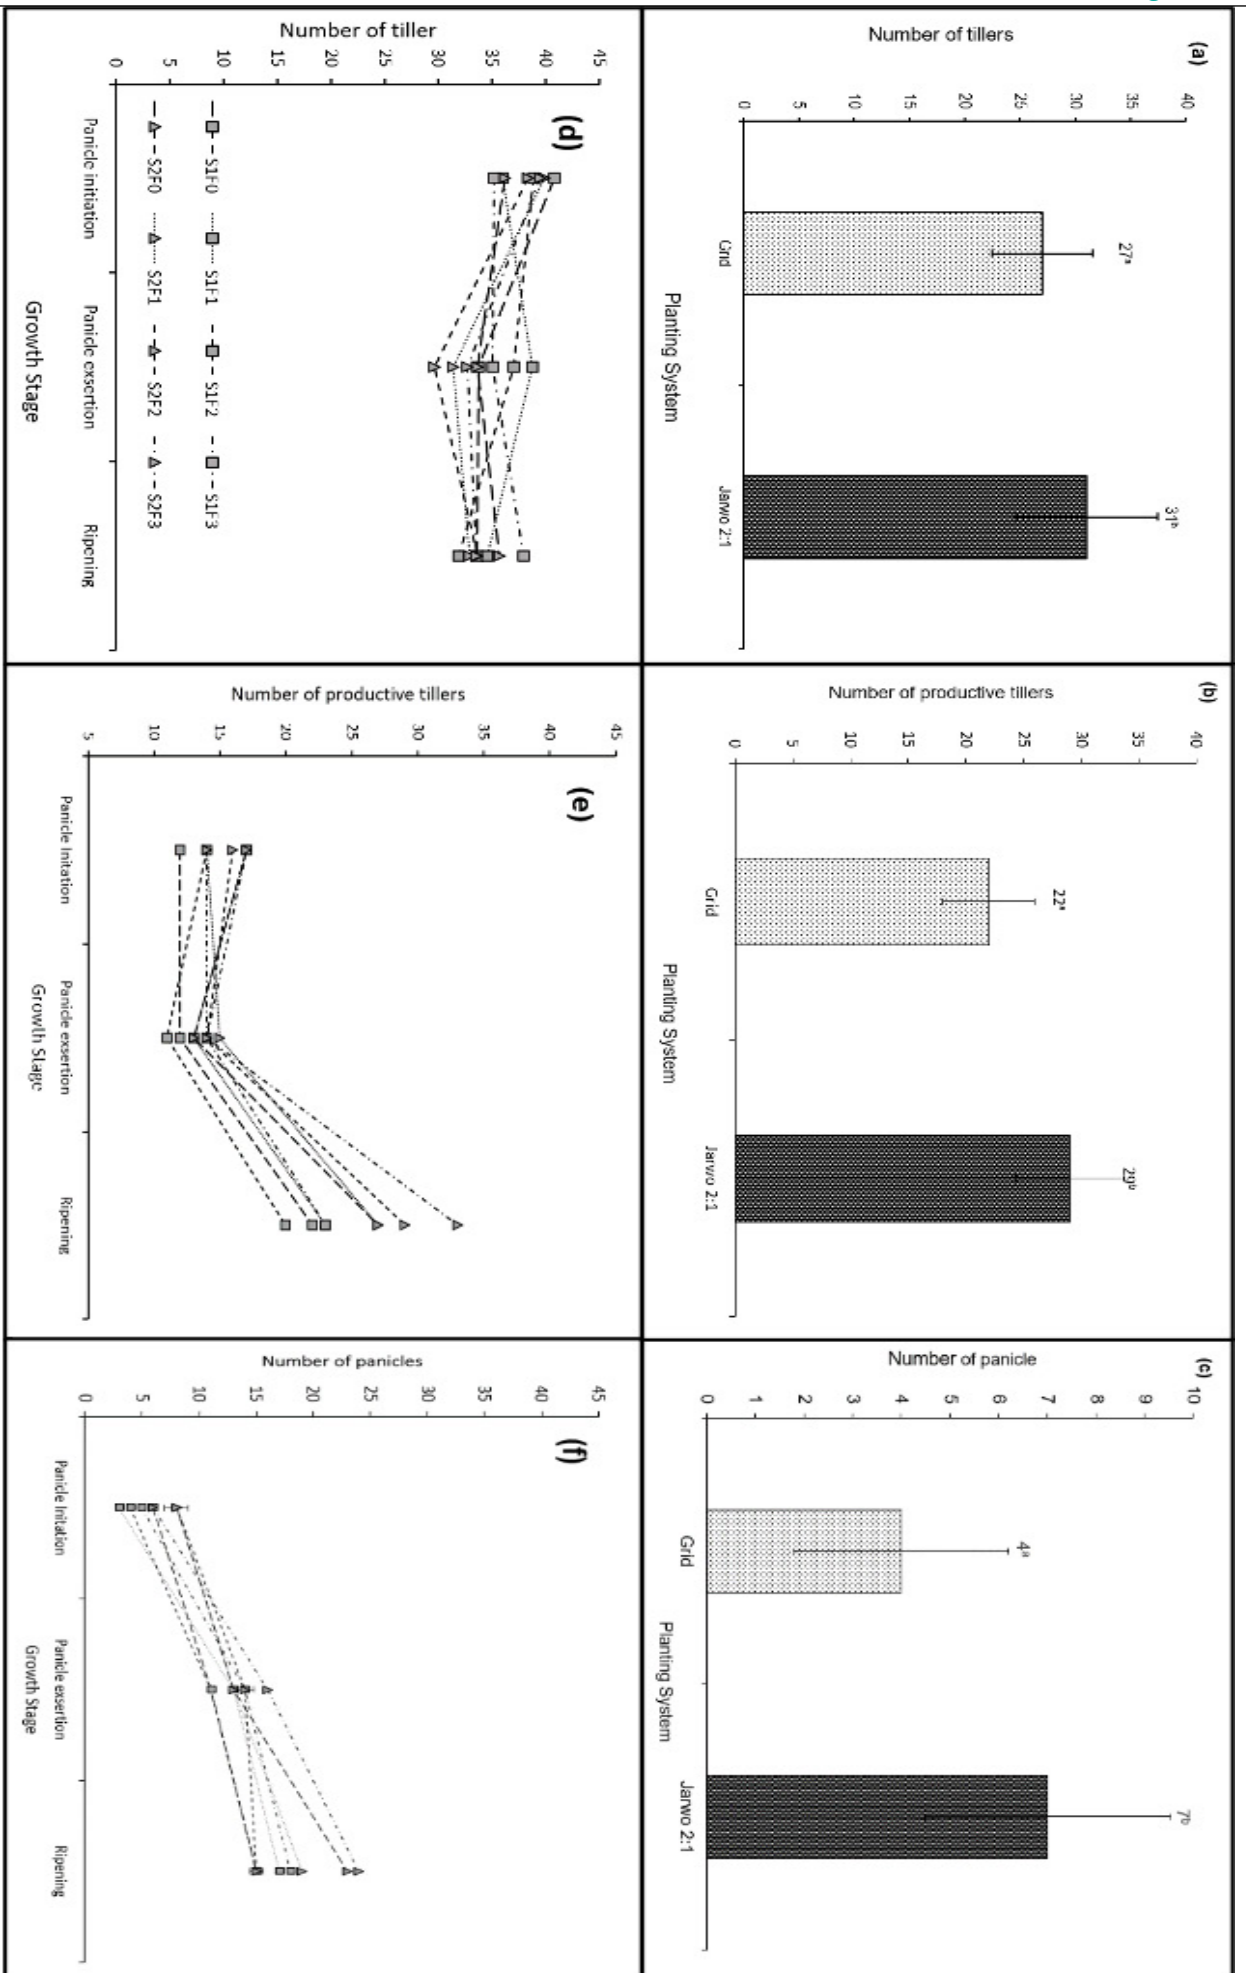 (a)
Number of tillers
0 5 10 15 20 25 30 35 40
27ᵃ
31ᵇ
Grid
Jarwo 2:1
Planting System
(b)
Number of productive tillers
0 5 10 15 20 25 30 35 40
22ᵃ
29ᵇ
Grid
Jarwo 2:1
Planting System
(c)
Number of panicle
0 1 2 3 4 5 6 7 8 9 10
4ᵃ
7ᵇ
Grid
Jarwo 2:1
Planting System
(d)
Number of tiller
0 5 10 15 20 25 30 35 40 45
S1F0 S1F1 S1F2 S1F3
S2F0 S2F1 S2F2 S2F3
Panicle initiation Panicle exsertion Ripening
Growth Stage
(e)
Number of productive tillers
5 10 15 20 25 30 35 40 45
Panicle Initation Panicle exsertion Ripening
Growth Stage
(f)
Number of panicles
0 5 10 15 20 25 30 35 40 45
Panicle Initation Panicle exsertion Ripening
Growth Stage